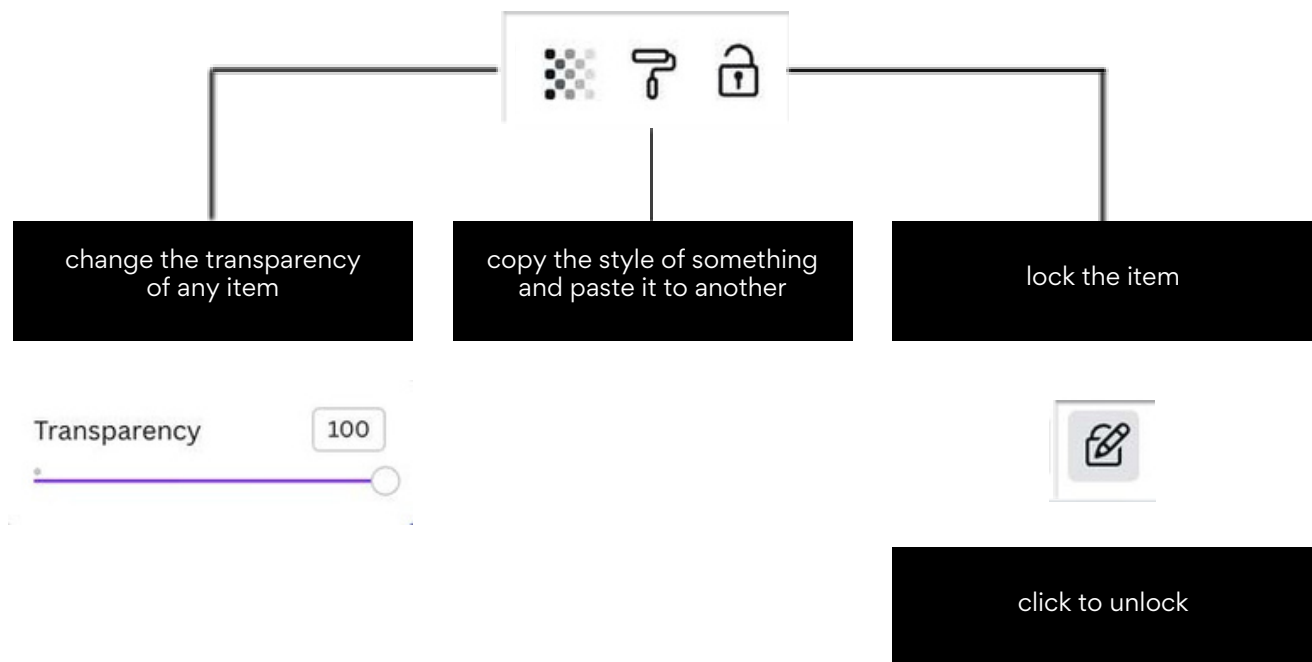 change the transparency
of any item
copy the style of something
and paste it to another
lock the item
Transparency 100
click to unlock